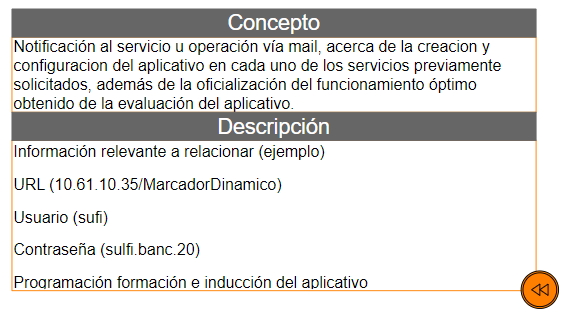 Concepto
Notificación al servicio u operación vía mail, acerca de la creacion y
configuracion del aplicativo en cada uno de los servicios previamente
solicitados, además de la oficialización del funcionamiento óptimo
obtenido de la evaluación del aplicativo.
Descripción
Información relevante a relacionar (ejemplo)
URL (10.61.10.35/MarcadorDinamico)
Usuario (sufi)
Contraseña (sulfi.banc.20)
Programación formación e inducción del aplicativo